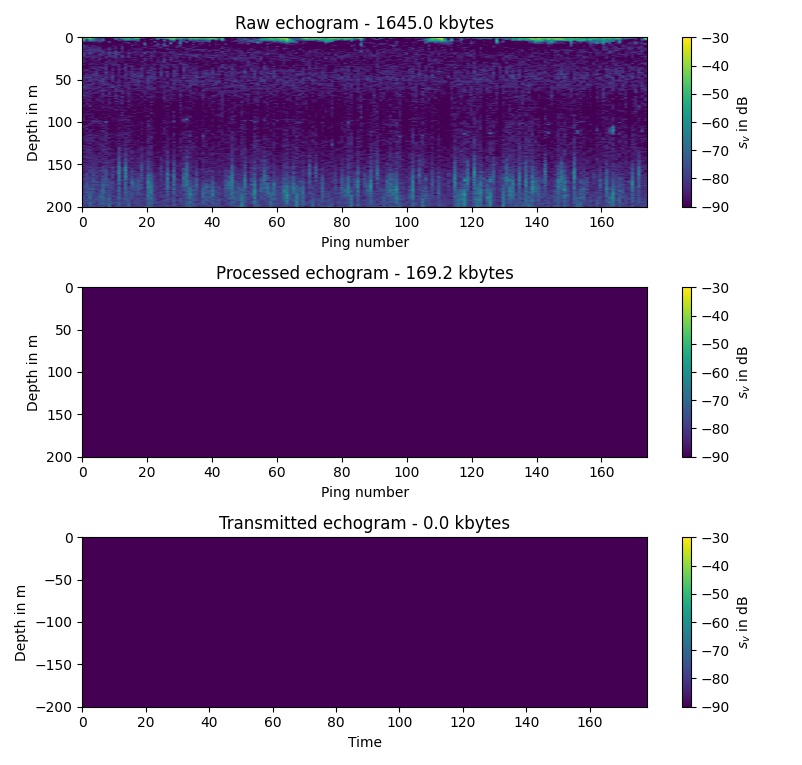 Raw echogram - 1645.0 kbytes
0
50
100
150
200
Depth in m
0 20 40 60 80 100 120 140 160
Ping number
−30
−40
−50
−60
−70
−80
−90
sv in dB
Processed echogram - 169.2 kbytes
0
50
100
150
200
Depth in m
0 20 40 60 80 100 120 140 160
Ping number
−30
−40
−50
−60
−70
−80
−90
sv in dB
Transmitted echogram - 0.0 kbytes
0
−50
−100
−150
−200
Depth in m
0 20 40 60 80 100 120 140 160
Time
−30
−40
−50
−60
−70
−80
−90
sv in dB